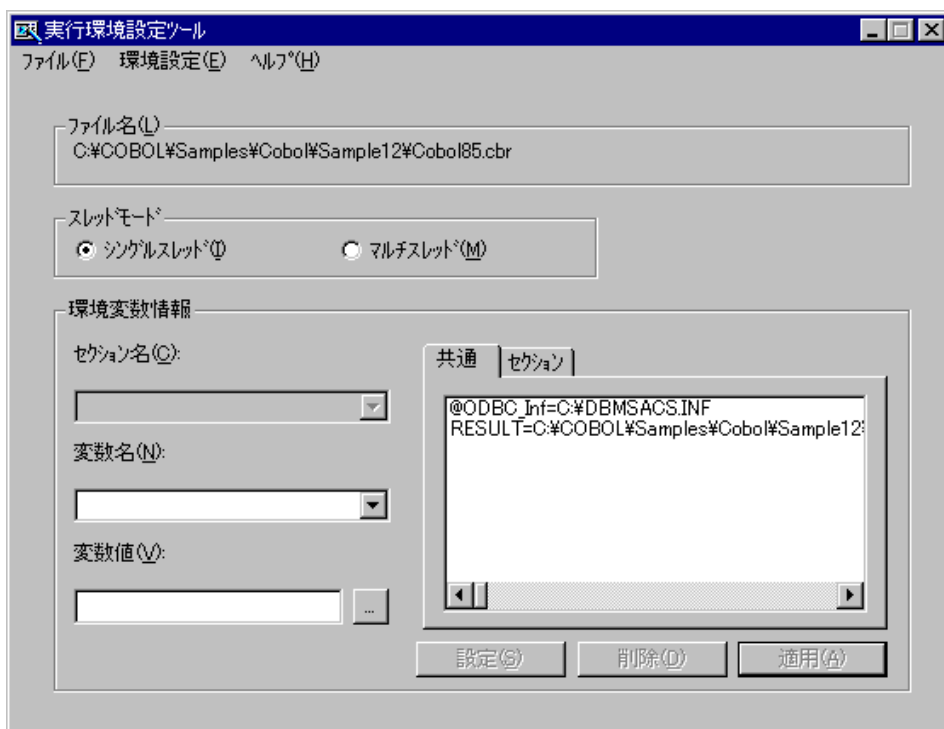 実行環境設定ツール
ファイル(F) 環境設定(E) ヘルプ(H)
ファイル名(L)
C:¥COBOL¥Samples¥Cobol¥Sample12¥Cobol85.cbr
スレッドモード
シングルスレッド(I) マルチスレッド(M)
環境変数情報
セクション名(C):
共通 セクション
@ODBC_Inf=C:¥DBMSACS.INF
RESULT=C:¥COBOL¥Samples¥Cobol¥Sample12¥
変数名(N):
変数値(V):
...
設定(S) 削除(D) 適用(A)